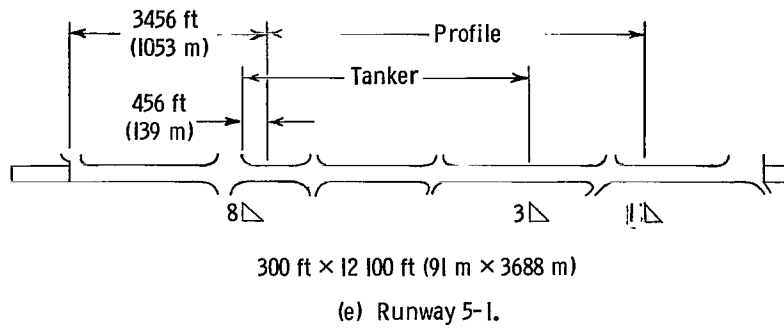 3456 ft
(1053 m)
Profile
Tanker
456 ft
(139 m)
8
3
300 ft × 12 100 ft (91 m × 3688 m)
(e) Runway 5-1.